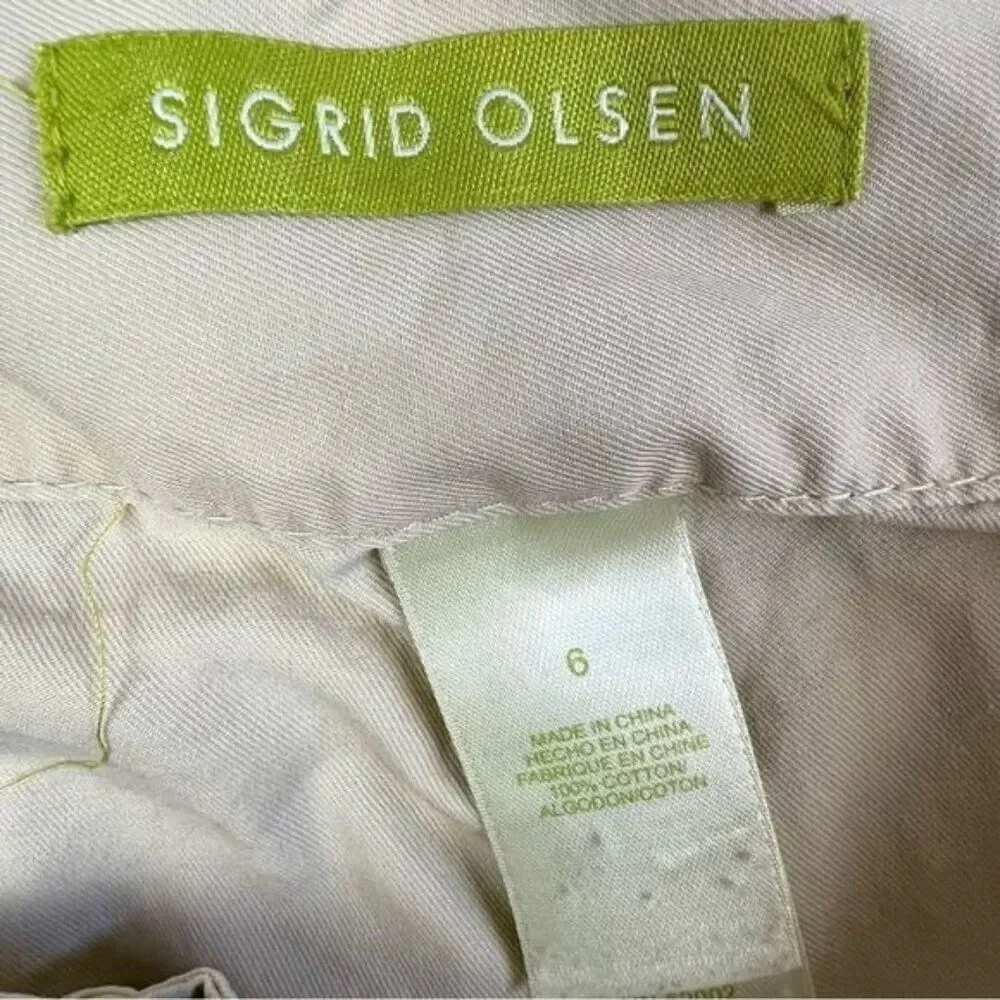 SIGRID OLSEN
6
MADE IN CHINA
HECHO EN CHINA
FABRIQUE EN CHINE
100% COTTON
ALGODON/COTON